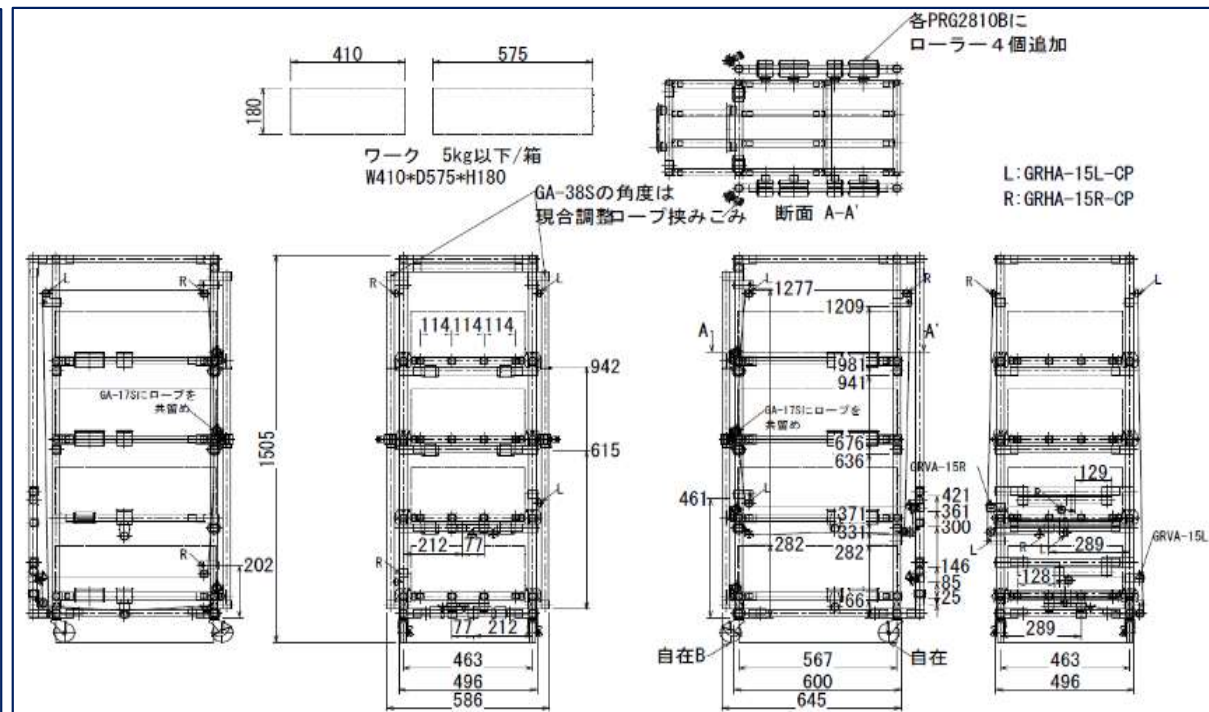 各PRG2810Bに
ローラー4個追加
410
575
180
ワーク 5kg以下/箱
W410*D575*H180
GA-38Sの角度は
現合調整
ロープ挟みこみ
断面 A-A'
L:GRHA-15L-CP
R:GRHA-15R-CP
L
R
GA-17Sにロープを
共留め
R
202
1505
R
L
114
114
114
942
615
L
212
77
R
77
212
463
496
586
L
1277
R
1209
A
A'
981
941
GA-17Sにロープを
共留め
676
636
461
L
371
331
282
282
66
自在B
自在
567
600
645
R
L
GRVA-15R
129
R
421
361
300
L
R
L
289
GRVA-15L
146
128
85
25
289
463
496